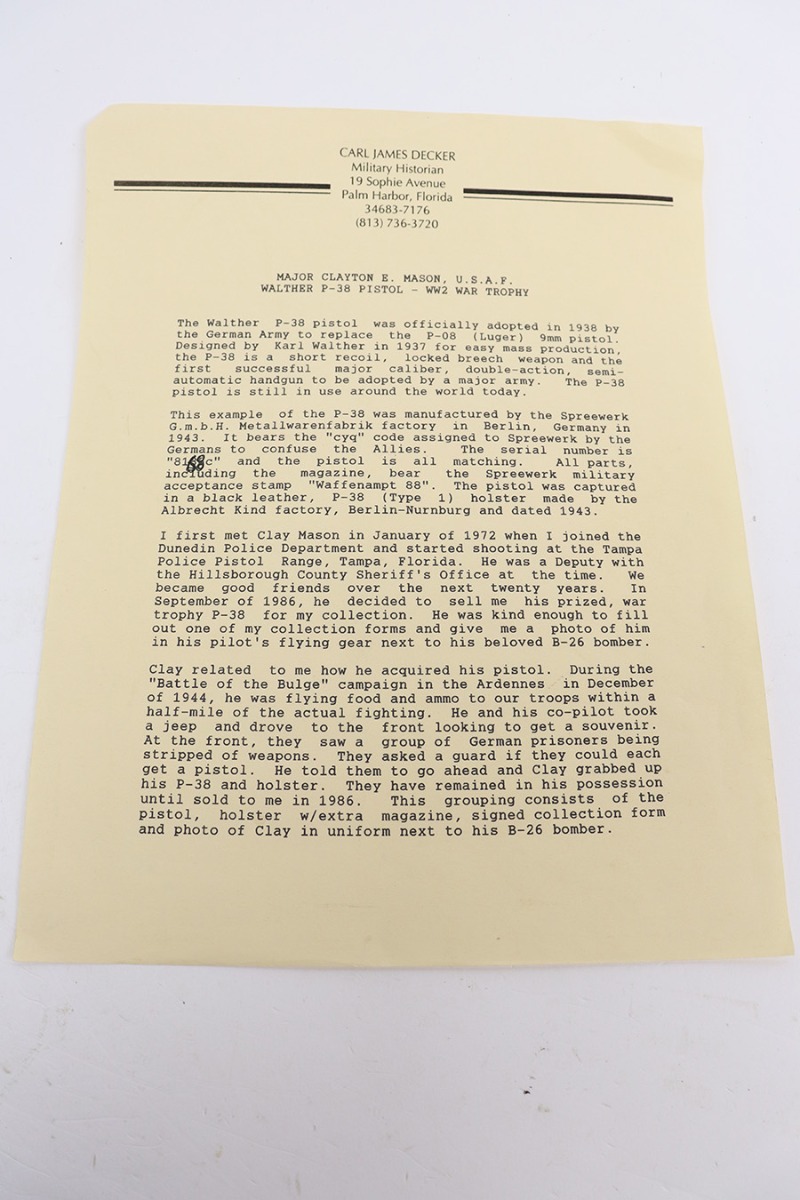 CARL JAMES DECKER
Military Historian
19 Sophie Avenue
Palm Harbor, Florida
34683-7176
(813) 736-3720
MAJOR CLAYTON E. MASON, U.S.A.F.
WALTHER P-38 PISTOL - WW2 WAR TROPHY
The Walther P-38 pistol was officially adopted in 1938 by
the German Army to replace the P-08 (Luger) 9mm pistol.
Designed by Karl Walther in 1937 for easy mass production,
the P-38 is a short recoil, locked breech weapon and the
first successful major caliber, double-action, semi-
automatic handgun to be adopted by a major army. The P-38
pistol is still in use around the world today.
This example of the P-38 was manufactured by the Spreewerk
G.m.b.H. Metallwarenfabrik factory in Berlin, Germany in
1943. It bears the "cyq" code assigned to Spreewerk by the
Germans to confuse the Allies. The serial number is
and the pistol is all matching. All parts,
including the magazine, bear the Spreewerk military
acceptance stamp "Waffenampt 88". The pistol was captured
in a black leather, P-38 (Type 1) holster made by the
Albrecht Kind factory, Berlin-Nurnburg and dated 1943.
I first met Clay Mason in January of 1972 when I joined the
Dunedin Police Department and started shooting at the Tampa
Police Pistol Range, Tampa, Florida. He was a Deputy with
the Hillsborough County Sheriff's Office at the time. We
became good friends over the next twenty years. In
September of 1986, he decided to sell me his prized, war
trophy P-38 for my collection. He was kind enough to fill
out one of my collection forms and give me a photo of him
in his pilot's flying gear next to his beloved B-26 bomber.
Clay related to me how he acquired his pistol. During the
"Battle of the Bulge" campaign in the Ardennes in December
of 1944, he was flying food and ammo to our troops within a
half-mile of the actual fighting. He and his co-pilot took
a jeep and drove to the front looking to get a souvenir.
At the front, they saw a group of German prisoners being
stripped of weapons. They asked a guard if they could each
get a pistol. He told them to go ahead and Clay grabbed up
his P-38 and holster. They have remained in his possession
until sold to me in 1986. This grouping consists of the
pistol, holster w/extra magazine, signed collection form
and photo of Clay in uniform next to his B-26 bomber.